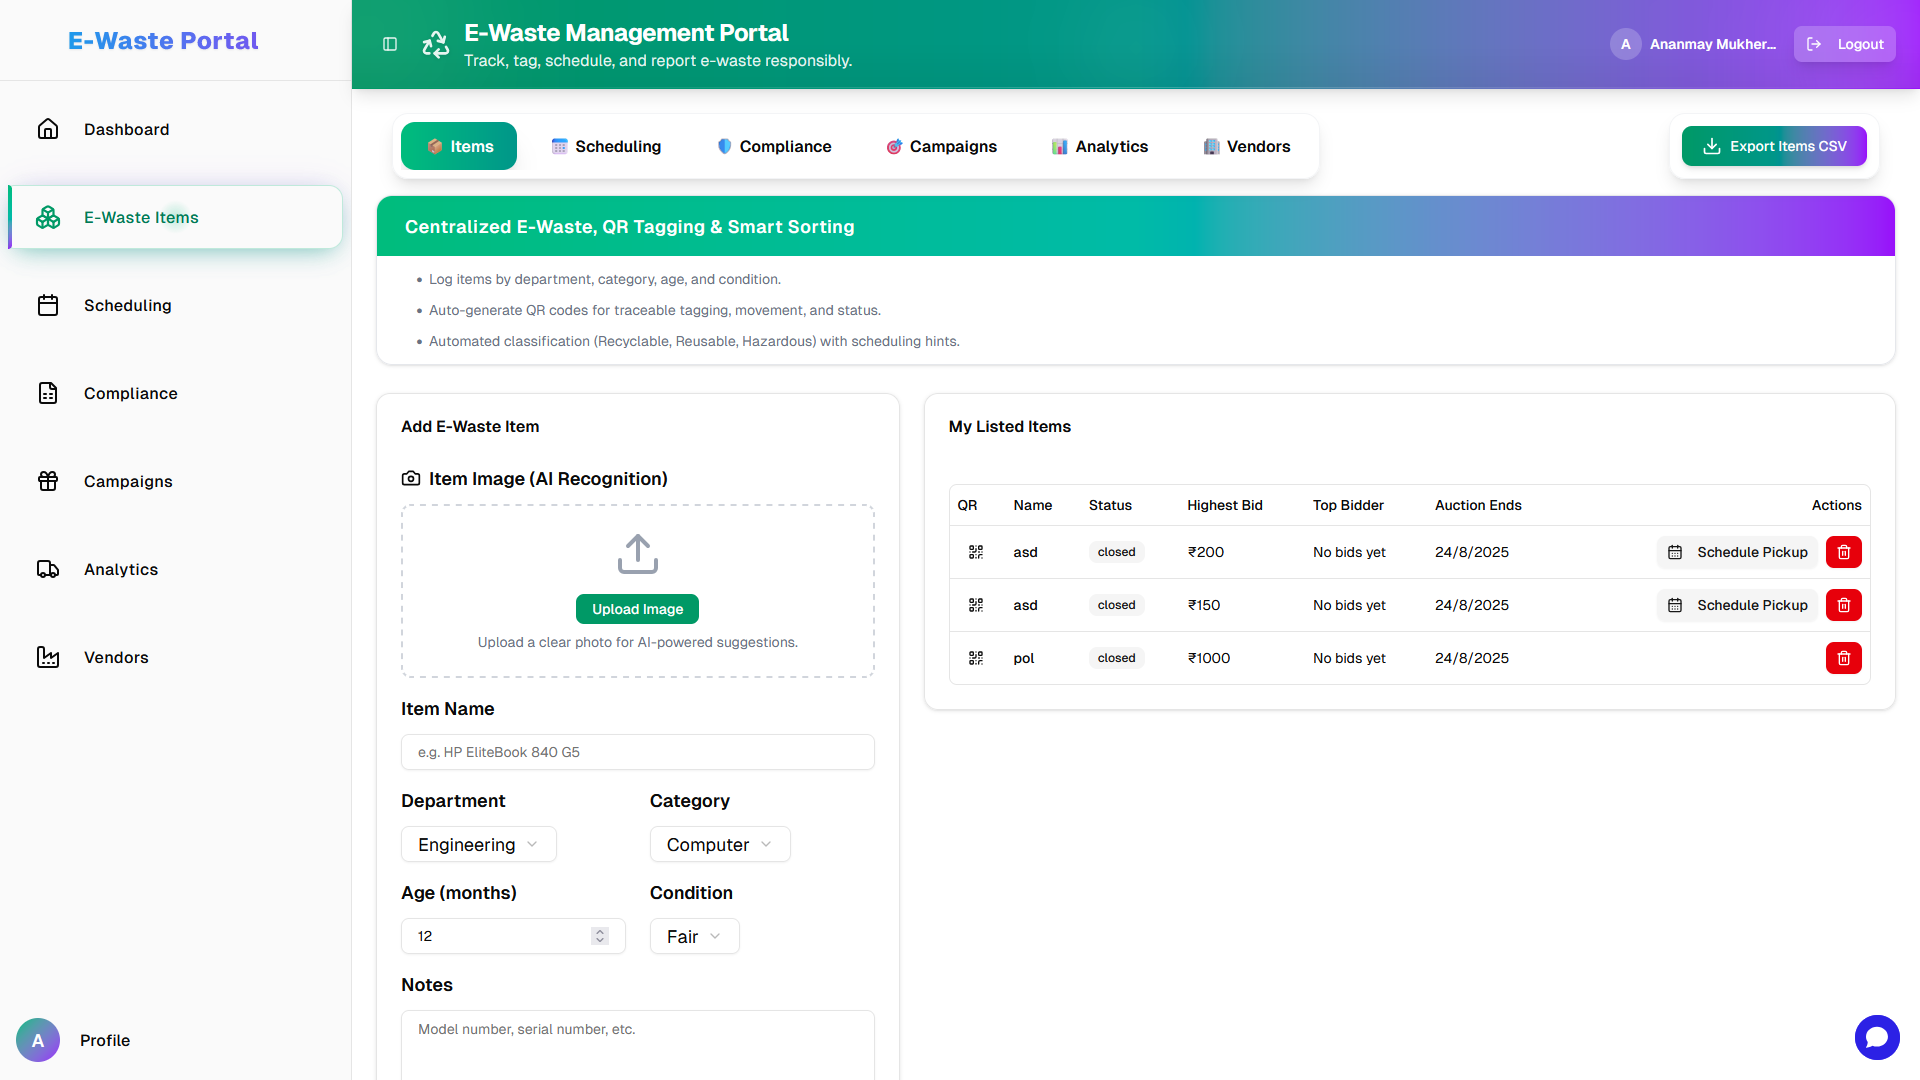 E-Waste Portal
Dashboard
E-Waste Items
Scheduling
Compliance
Campaigns
Analytics
Vendors
A
Profile
E-Waste Management Portal
Track, tag, schedule, and report e-waste responsibly.
A
Ananmay Mukher...
Logout
Items
Scheduling
Compliance
Campaigns
Analytics
Vendors
Export Items CSV
Centralized E-Waste, QR Tagging & Smart Sorting
• Log items by department, category, age, and condition.
• Auto-generate QR codes for traceable tagging, movement, and status.
• Automated classification (Recyclable, Reusable, Hazardous) with scheduling hints.
Add E-Waste Item
Item Image (AI Recognition)
Upload Image
Upload a clear photo for AI-powered suggestions.
Item Name
e.g. HP EliteBook 840 G5
Department Category
Engineering Computer
Age (months) Condition
12 Fair
Notes
Model number, serial number, etc.
My Listed Items
QR Name Status Highest Bid Top Bidder Auction Ends Actions
asd closed ₹200 No bids yet 24/8/2025 Schedule Pickup
asd closed ₹150 No bids yet 24/8/2025 Schedule Pickup
pol closed ₹1000 No bids yet 24/8/2025